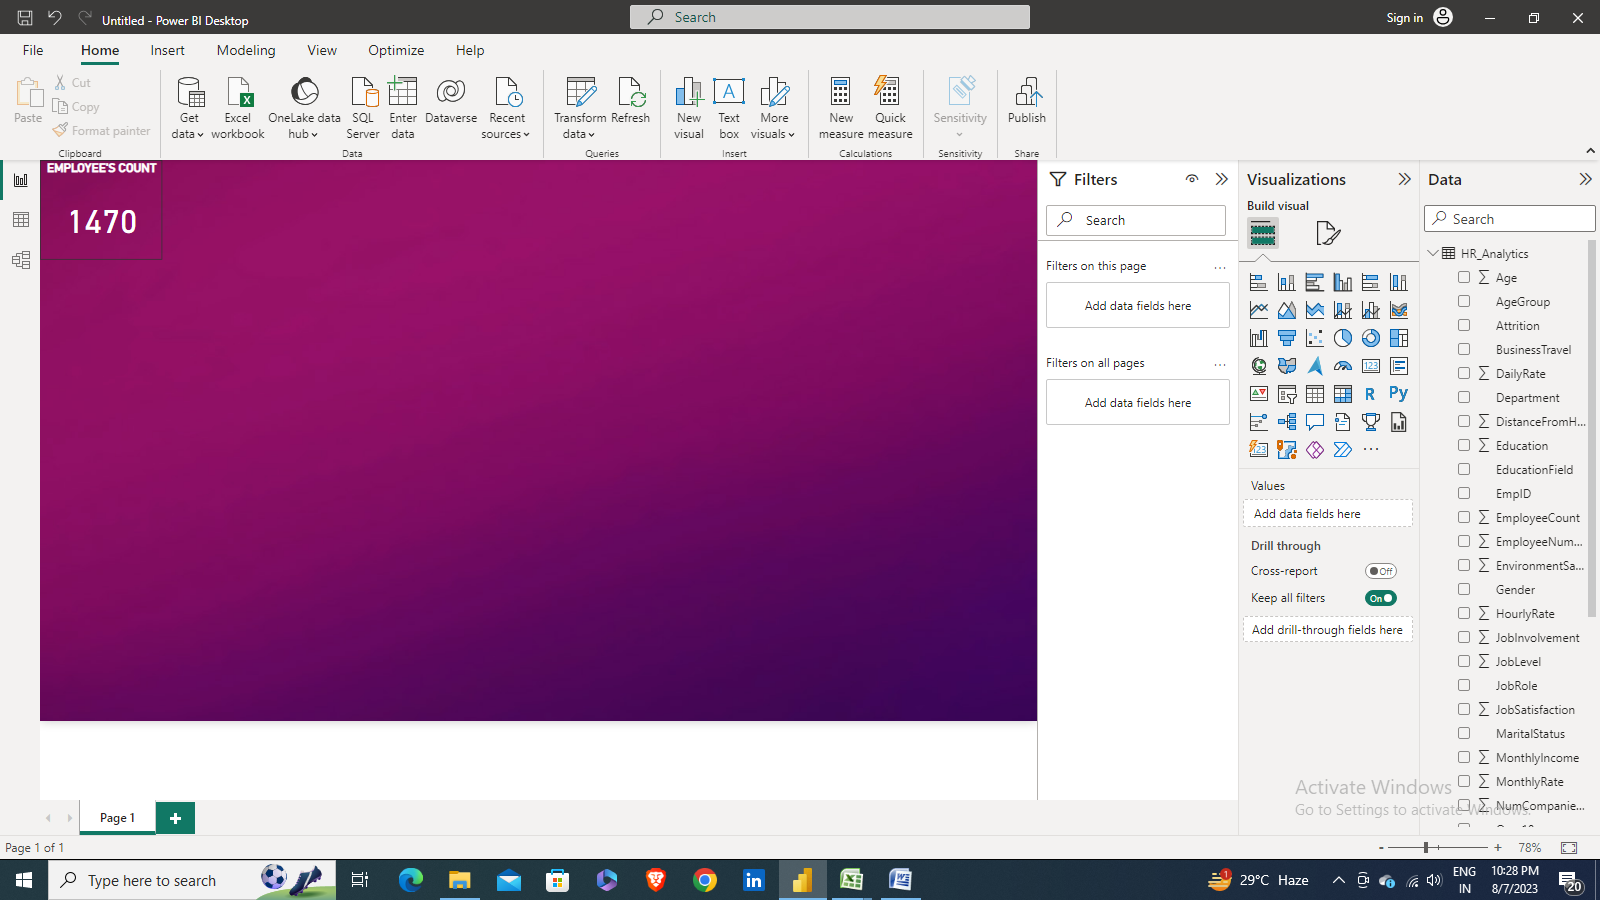 Untitled - Power BI Desktop
Search
Sign in
File
Home
Insert
Modeling
View
Optimize
Help
Paste
Cut
Copy
Format painter
Clipboard
Get data
Excel workbook
OneLake data hub
SQL Server
Enter data
Dataverse
Recent sources
Data
Transform data
Refresh
Queries
New visual
Text box
More visuals
Insert
New measure
Quick measure
Calculations
Sensitivity
Sensitivity
Publish
Share
EMPLOYEE'S COUNT
1470
Filters
Search
Filters on this page
Add data fields here
Filters on all pages
Add data fields here
Visualizations
Build visual
123
R
Py
123
Values
Add data fields here
Drill through
Cross-report
Off
Keep all filters
On
Add drill-through fields here
Data
Search
HR_Analytics
Age
AgeGroup
Attrition
BusinessTravel
DailyRate
Department
DistanceFromH...
Education
EducationField
EmpID
EmployeeCount
EmployeeNum...
EnvironmentSa...
Gender
HourlyRate
JobInvolvement
JobLevel
JobRole
JobSatisfaction
MaritalStatus
MonthlyIncome
MonthlyRate
NumCompanie...
Activate Windows
Go to Settings to activate Windows.
Page 1
Page 1 of 1
- + 78%
Type here to search
29°C Haze
ENG
IN
10:28 PM
8/7/2023
20